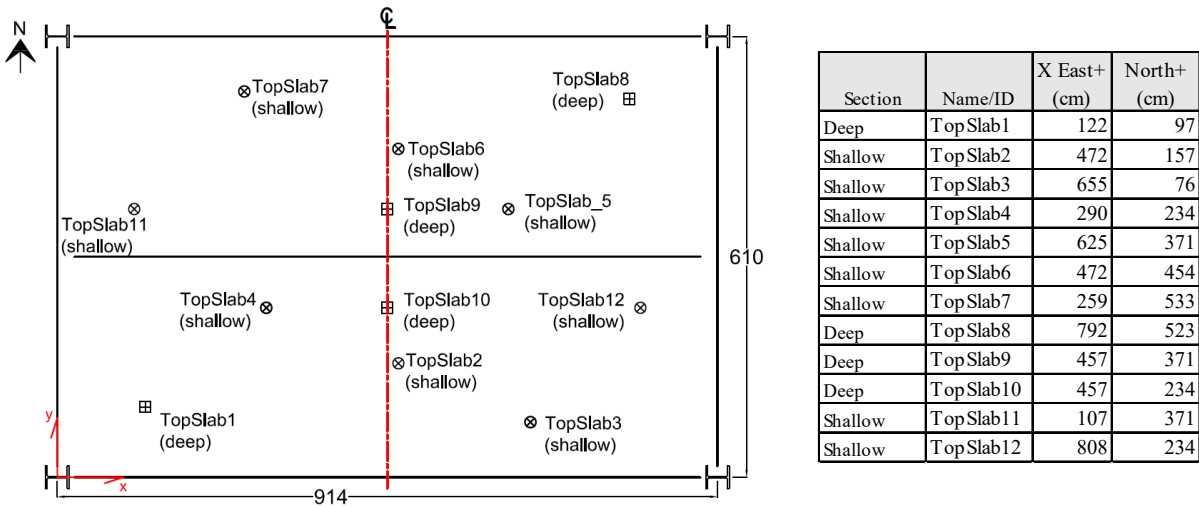 N
℄
TopSlab7
(shallow)
TopSlab8
(deep)
TopSlab6
(shallow)
TopSlab11
(shallow)
TopSlab9
(deep)
TopSlab_5
(shallow)
610
TopSlab4
(shallow)
TopSlab10
(deep)
TopSlab12
(shallow)
TopSlab2
(shallow)
TopSlab1
(deep)
TopSlab3
(shallow)
y
x
914
Section Name/ID X East+ (cm) North+ (cm)
Deep TopSlab1 122 97
Shallow TopSlab2 472 157
Shallow TopSlab3 655 76
Shallow TopSlab4 290 234
Shallow TopSlab5 625 371
Shallow TopSlab6 472 454
Shallow TopSlab7 259 533
Deep TopSlab8 792 523
Deep TopSlab9 457 371
Deep TopSlab10 457 234
Shallow TopSlab11 107 371
Shallow TopSlab12 808 234